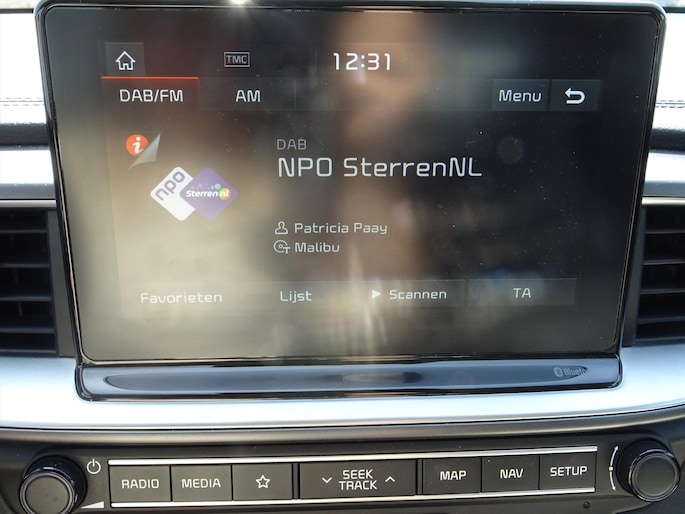 TMC 12:31
DAB/FM AM Menu
DAB
NPO SterrenNL
npo Sterren nl
Patricia Paay
Malibu
Favorieten Lijst Scannen TA
RADIO MEDIA SEEK TRACK MAP NAV SETUP